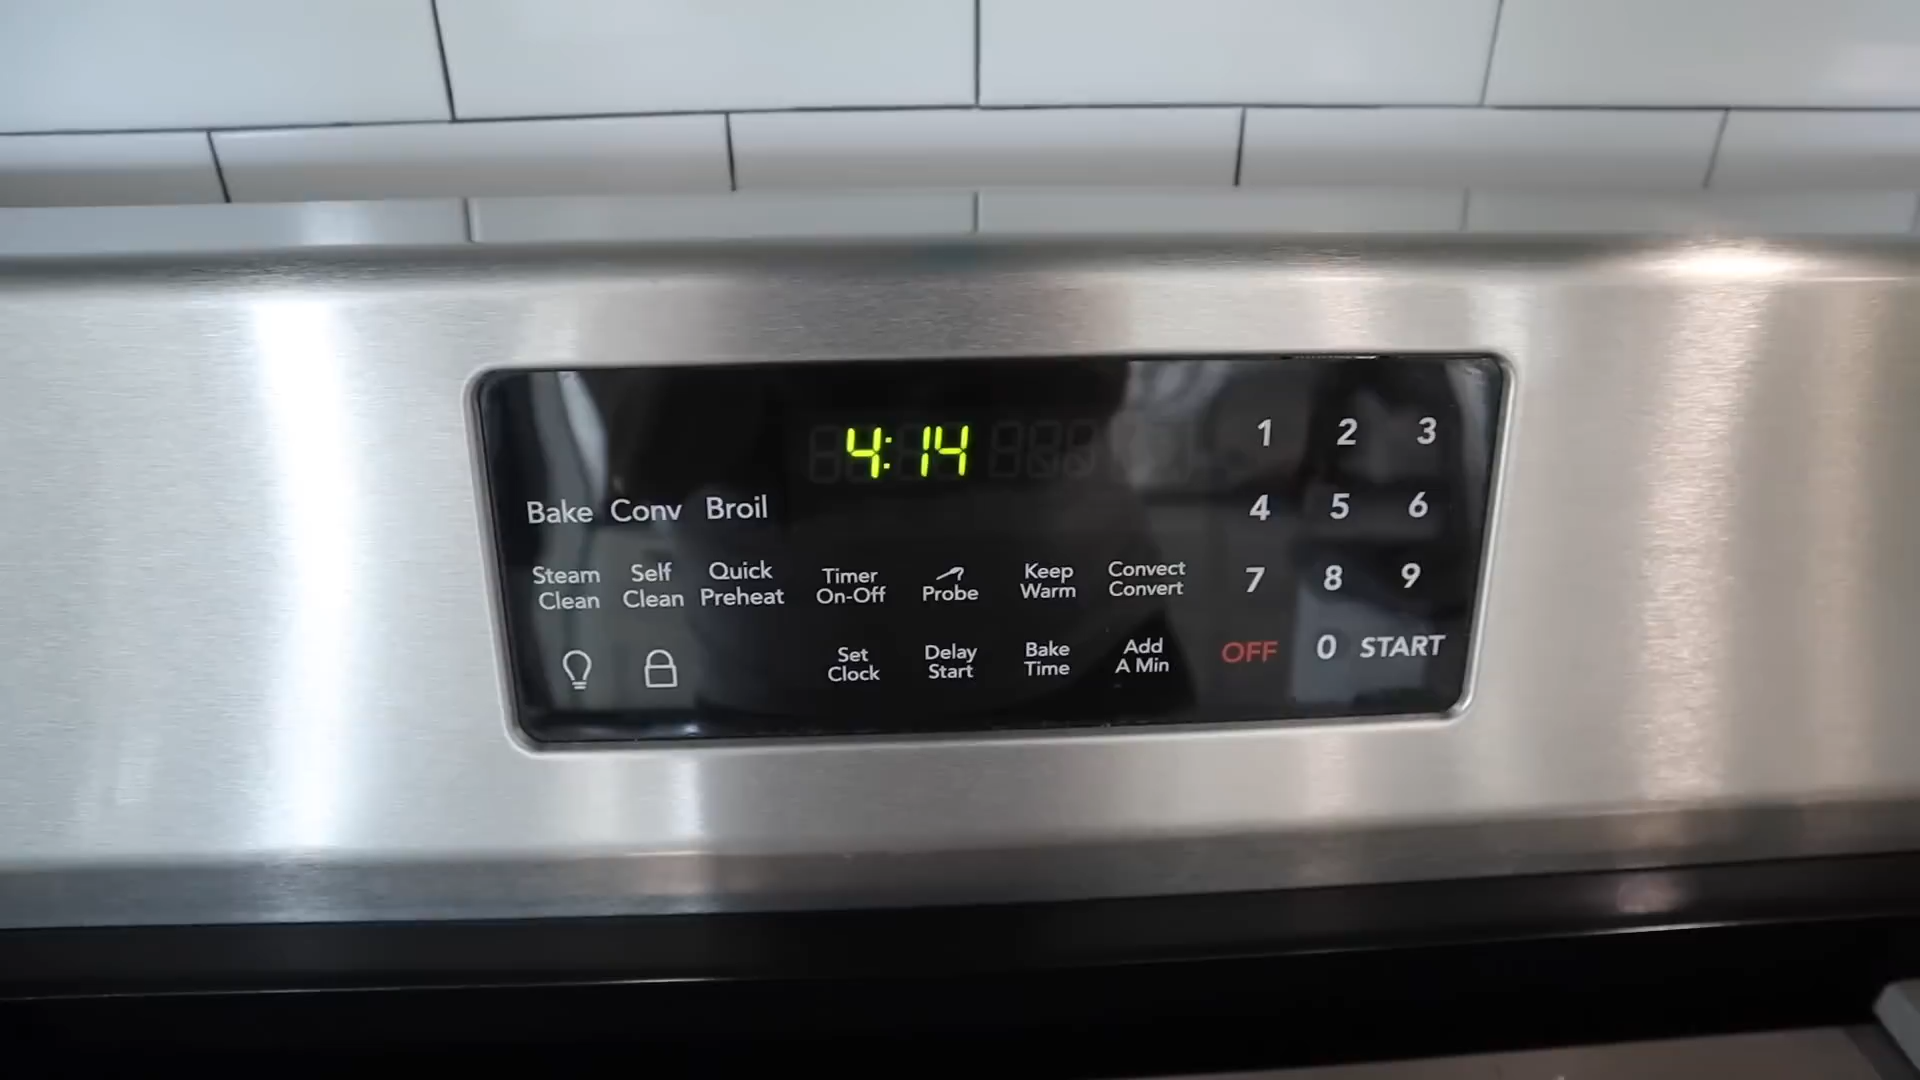 4:14
1 2 3
Bake Conv Broil
4 5 6
Steam Clean
Self Clean
Quick Preheat
Timer On-Off
Probe
Keep Warm
Convect Convert
7 8 9
Set Clock
Delay Start
Bake Time
Add A Min
OFF 0 START